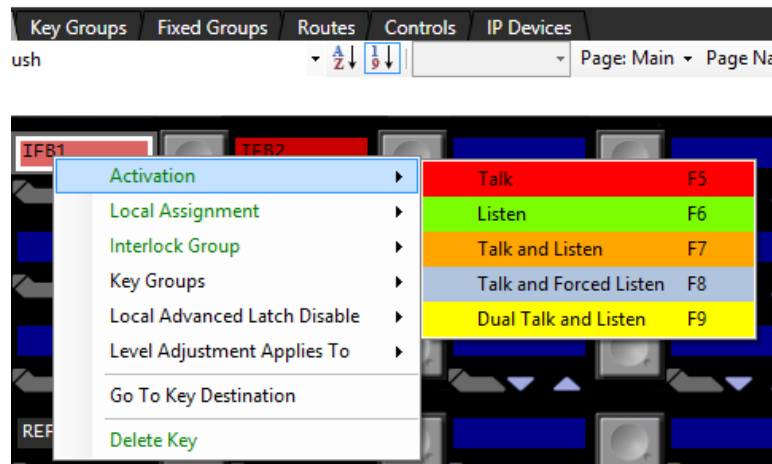 Key Groups Fixed Groups Routes Controls IP Devices
ush A Z 1 9 Page: Main Page Na
IFB1 IFB2
Activation Talk F5
Local Assignment Listen F6
Interlock Group Talk and Listen F7
Key Groups Talk and Forced Listen F8
Local Advanced Latch Disable Dual Talk and Listen F9
Level Adjustment Applies To
Go To Key Destination
REF
Delete Key